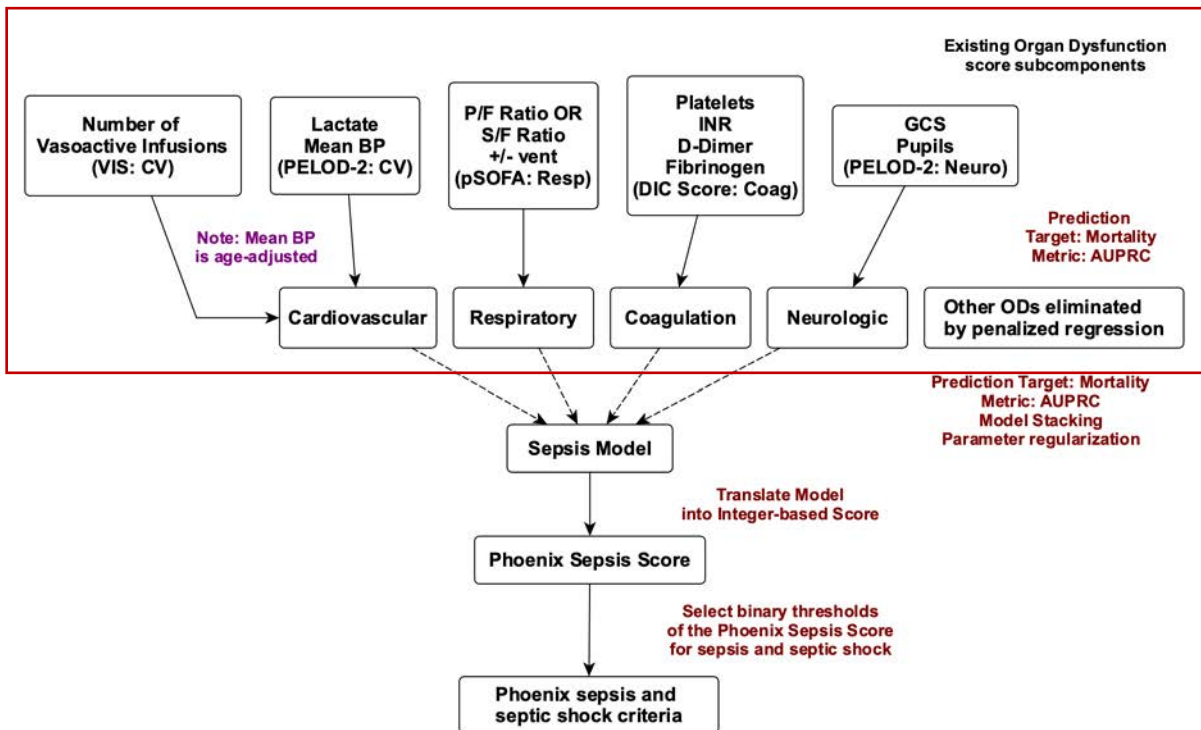 Existing Organ Dysfunction
score subcomponents
Number of
Vasoactive Infusions
(VIS: CV)
Lactate
Mean BP
(PELOD-2: CV)
P/F Ratio OR
S/F Ratio
+/- vent
(pSOFA: Resp)
Platelets
INR
D-Dimer
Fibrinogen
(DIC Score: Coag)
GCS
Pupils
(PELOD-2: Neuro)
Note: Mean BP
is age-adjusted
Prediction
Target: Mortality
Metric: AUPRC
Cardiovascular
Respiratory
Coagulation
Neurologic
Other ODs eliminated
by penalized regression
Prediction Target: Mortality
Metric: AUPRC
Model Stacking
Parameter regularization
Sepsis Model
Translate Model
into Integer-based Score
Phoenix Sepsis Score
Select binary thresholds
of the Phoenix Sepsis Score
for sepsis and septic shock
Phoenix sepsis and
septic shock criteria